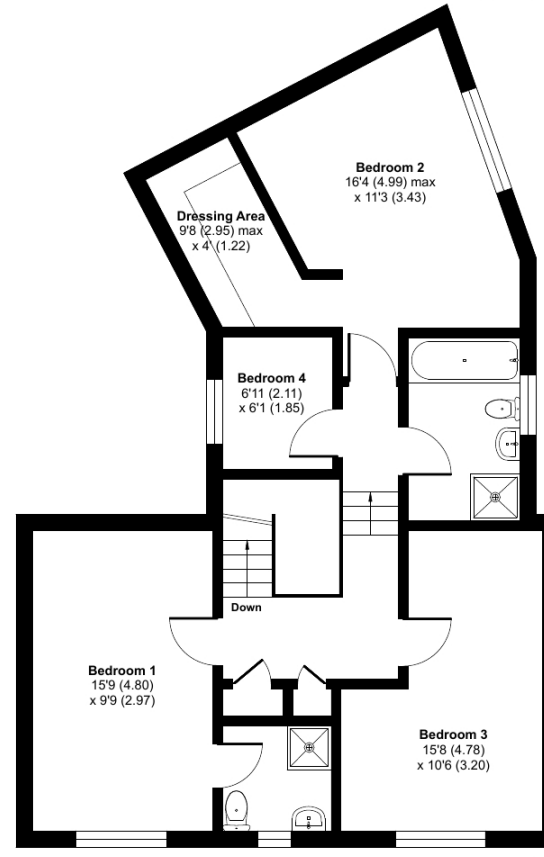 Bedroom 2
16'4 (4.99) max
x 11'3 (3.43)
Dressing Area
9'8 (2.95) max
x 4' (1.22)
Bedroom 4
6'11 (2.11)
x 6'1 (1.85)
Down
Bedroom 1
15'9 (4.80)
x 9'9 (2.97)
Bedroom 3
15'8 (4.78)
x 10'6 (3.20)